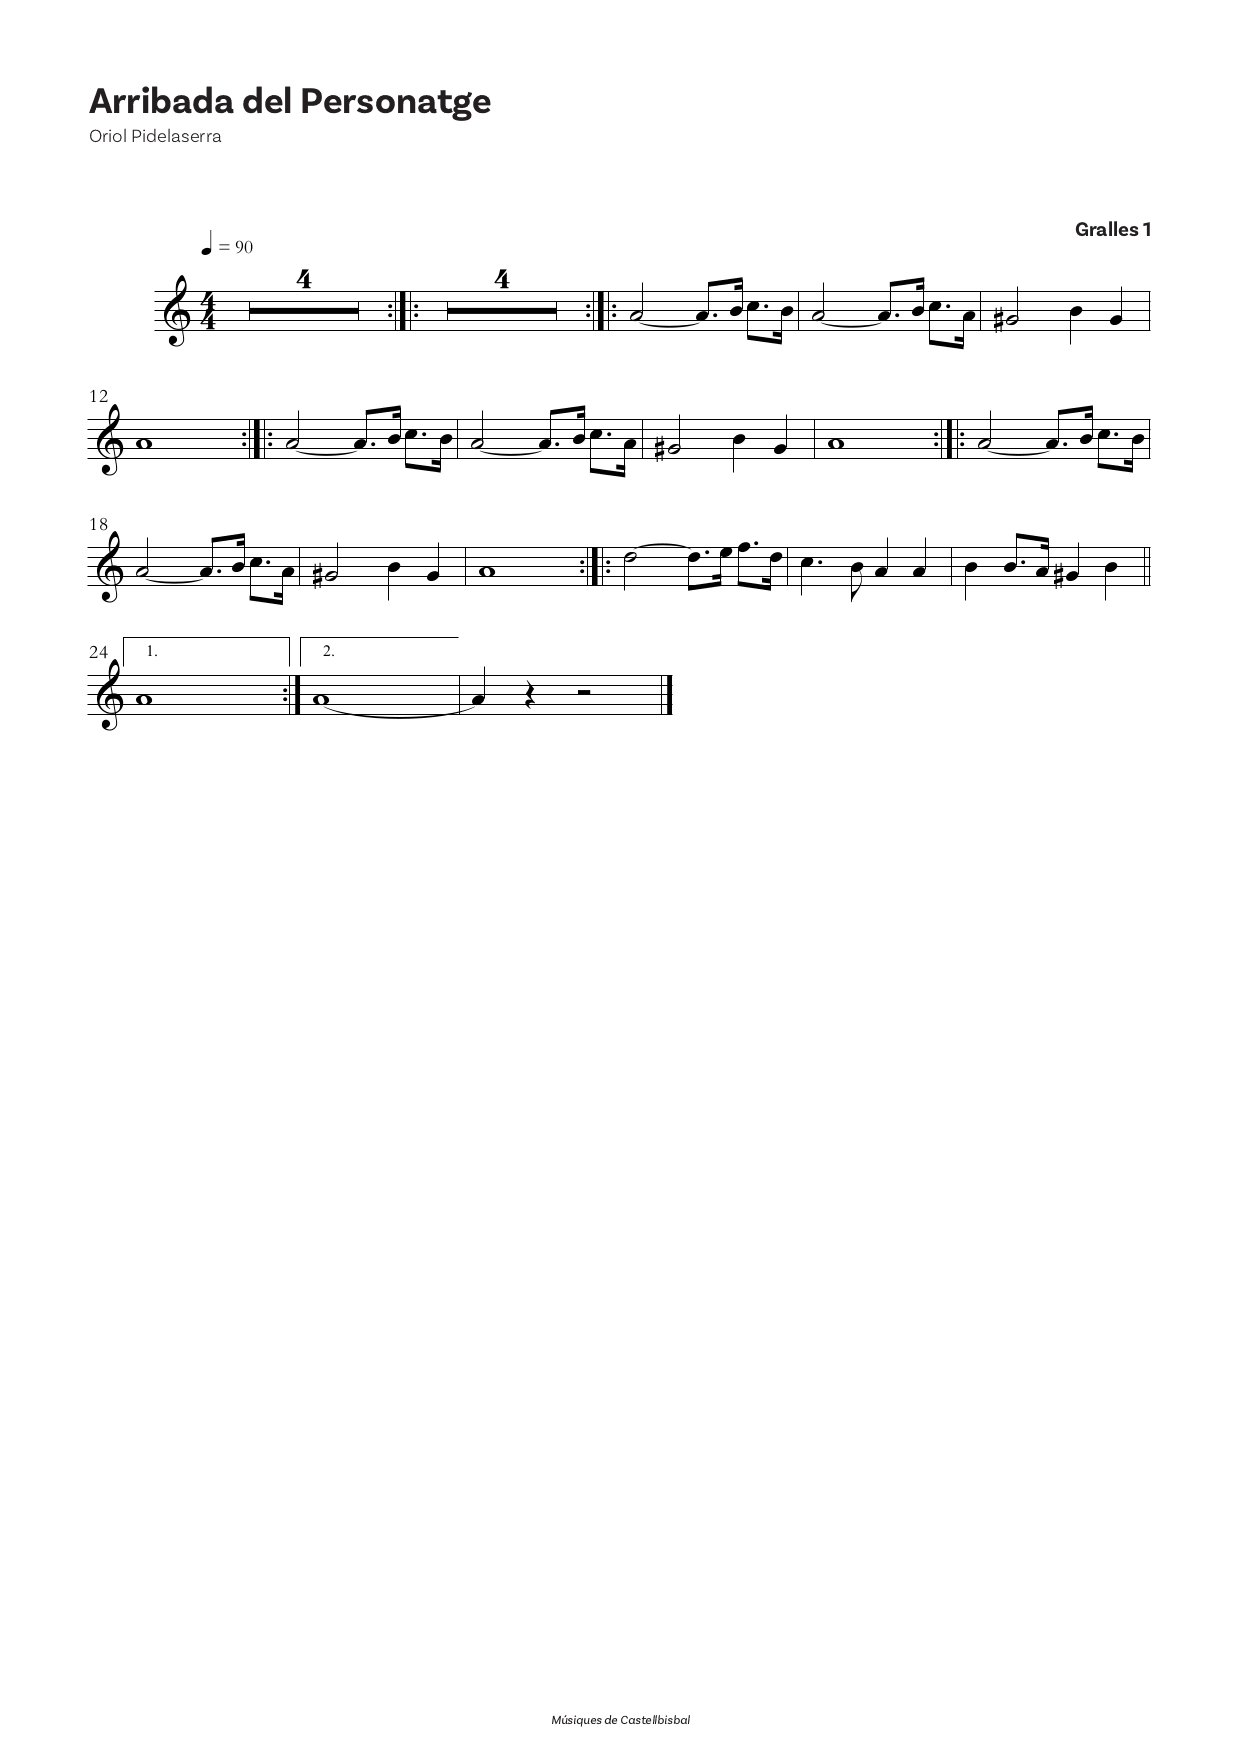 Arribada del Personatge
Oriol Pidelaserra
Gralles 1
= 90
4 4
12
18
24 1. 2.
Músiques de Castellbisbal